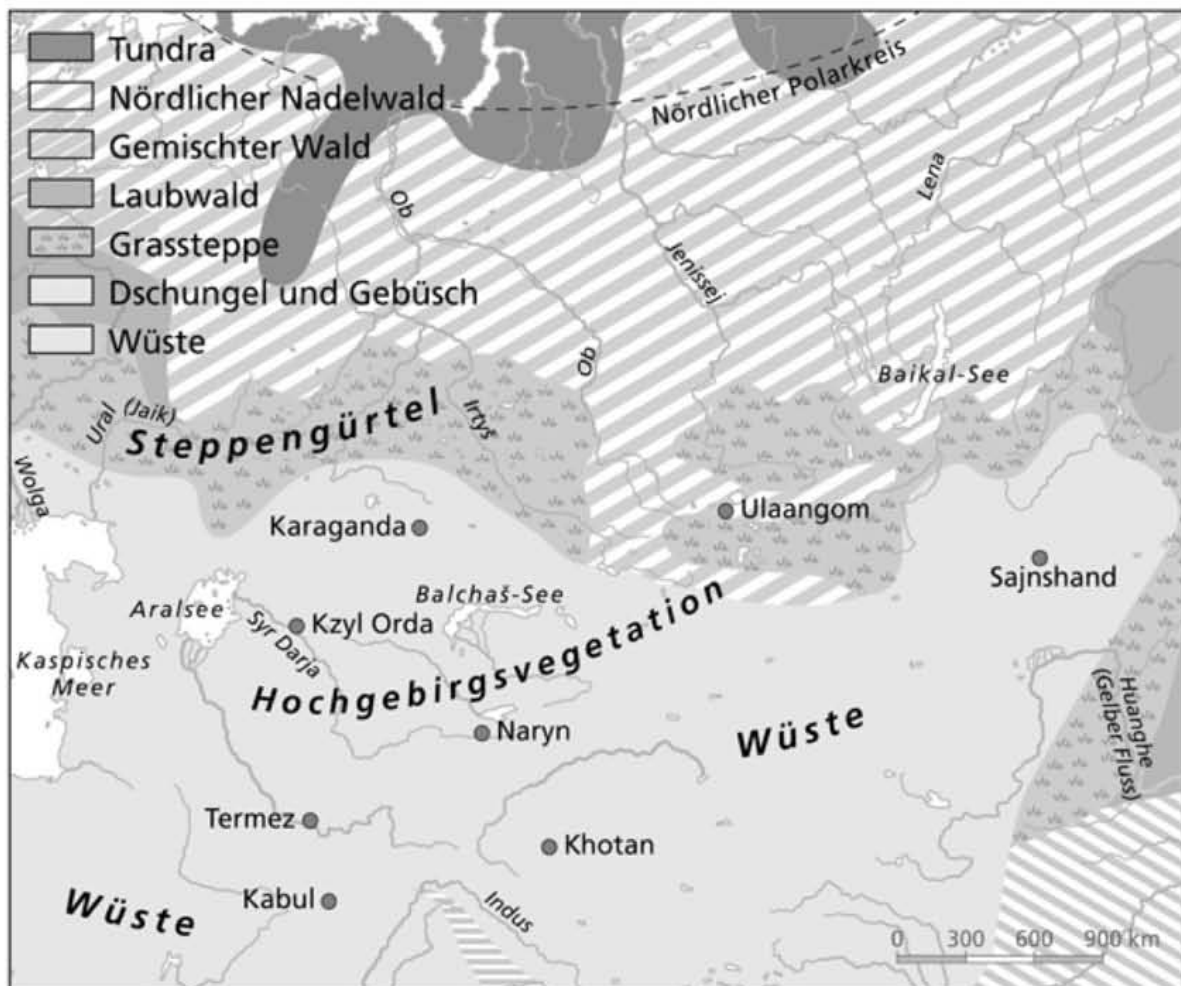 Tundra
Nördlicher Nadelwald
Gemischter Wald
Laubwald
Grassteppe
Dschungel und Gebüsch
Wüste
Nördlicher Polarkreis
Ob
Lena
Jenissej
Ob
Baikal-See
Irtyš
Ural
(Jaik)
Steppengürtel
Wolga
Karaganda
Ulaangom
Sajnshand
Aralsee
Balchaš-See
Syr Darja
Kzyl Orda
Kaspisches
Meer
Hochgebirgsvegetation
Naryn
Wüste
Huanghe
(Gelber Fluss)
Termez
Khotan
Kabul
Indus
Wüste
0 300 600 900 km